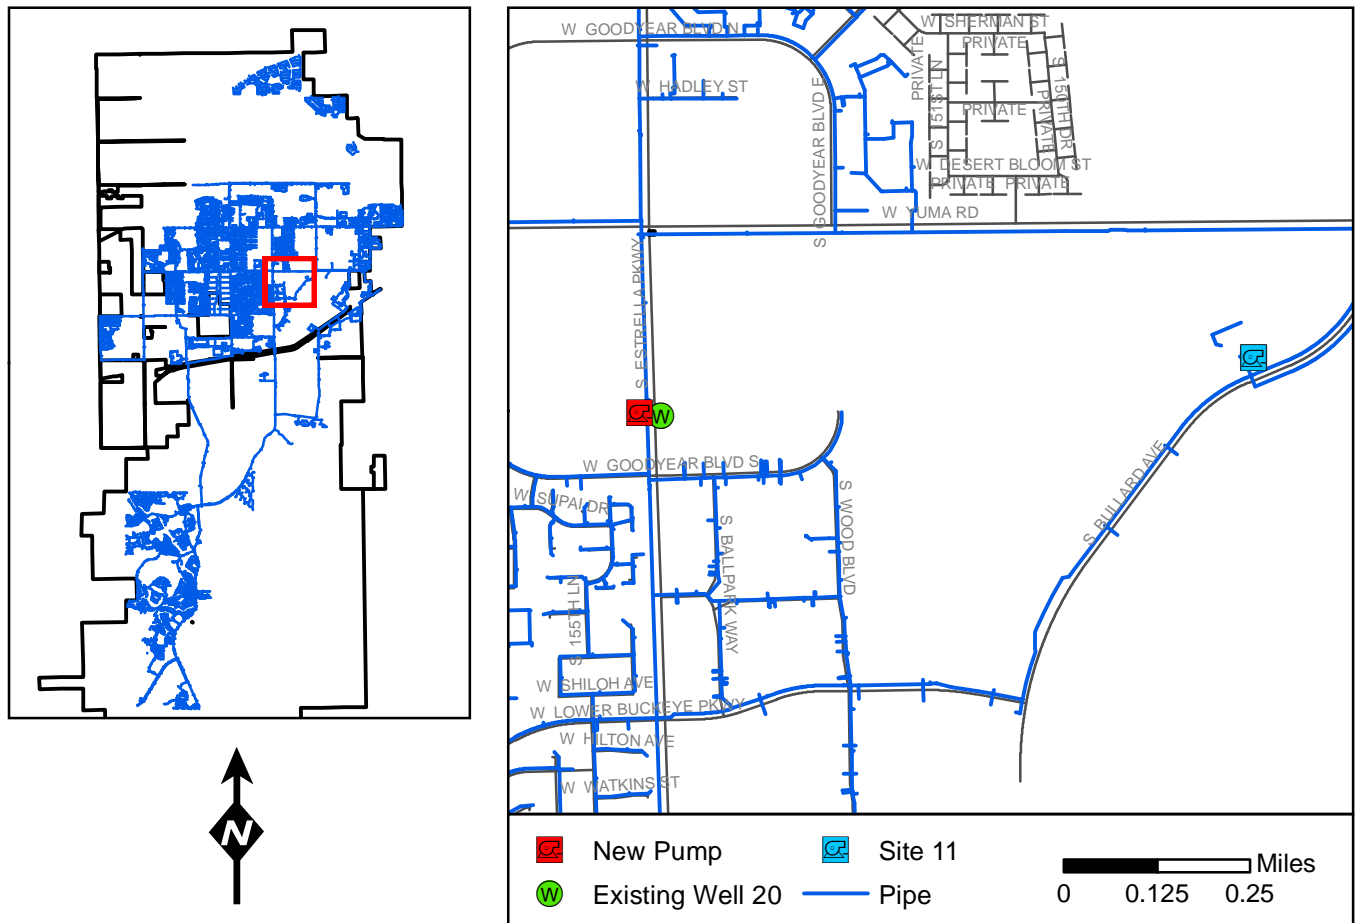 W SHERMAN ST
W GOODYEAR BLVD N
PRIVATE
PRIVATE
W HADLEY ST
S GOODYEAR BLVD E
S 151ST LN
S 150TH DR
PRIVATE
PRIVATE
W DESERT BLOOM ST
PRIVATE PRIVATE
W YUMA RD
S ESTRELLA PKWY
W
W GOODYEAR BLVD S
W SUPAI DR
S BALLPARK WAY
S WOOD BLVD
S BULLARD AVE
S 155TH LN
W SHILOH AVE
W LOWER BUCKEYE PKWY
W HILTON AVE
W WATKINS ST
N
New Pump
Site 11
W Existing Well 20
Pipe
Miles
0 0.125 0.25